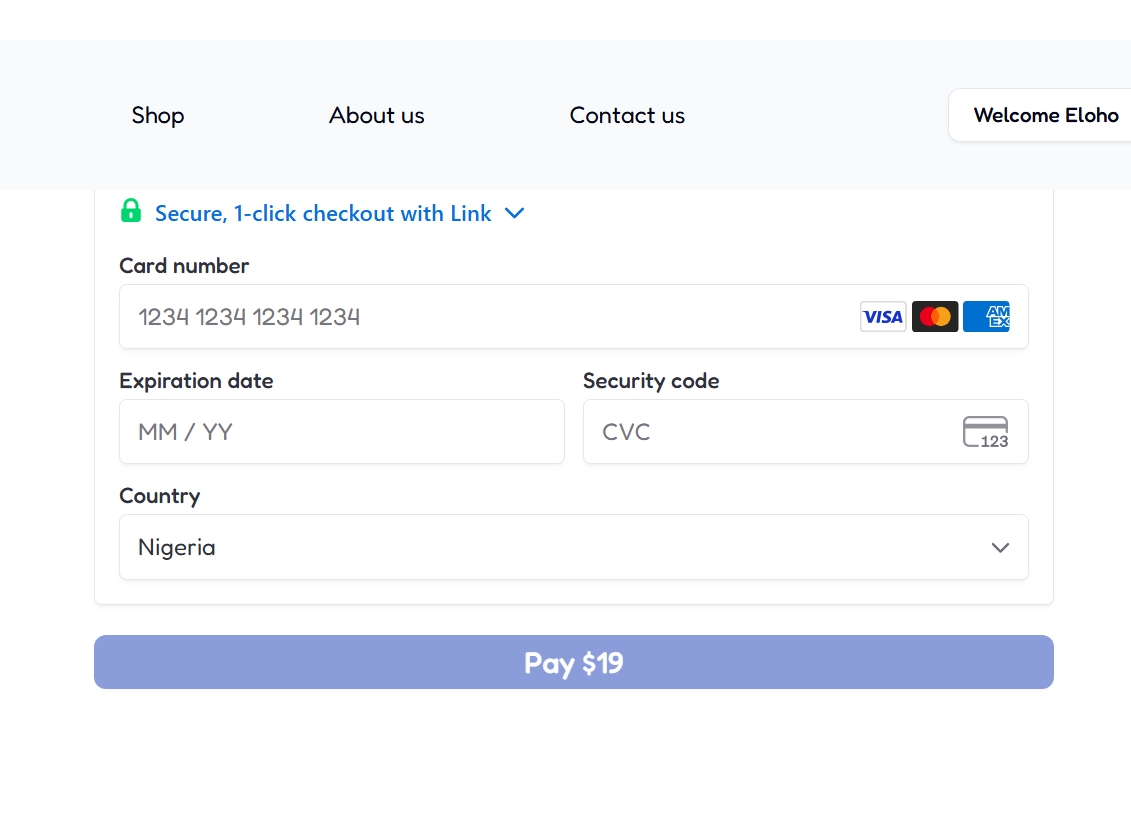 Shop About us Contact us Welcome Eloho
Secure, 1-click checkout with Link
Card number
1234 1234 1234 1234 VISA AM
EX
Expiration date Security code
MM / YY CVC 123
Country
Nigeria
Pay $19